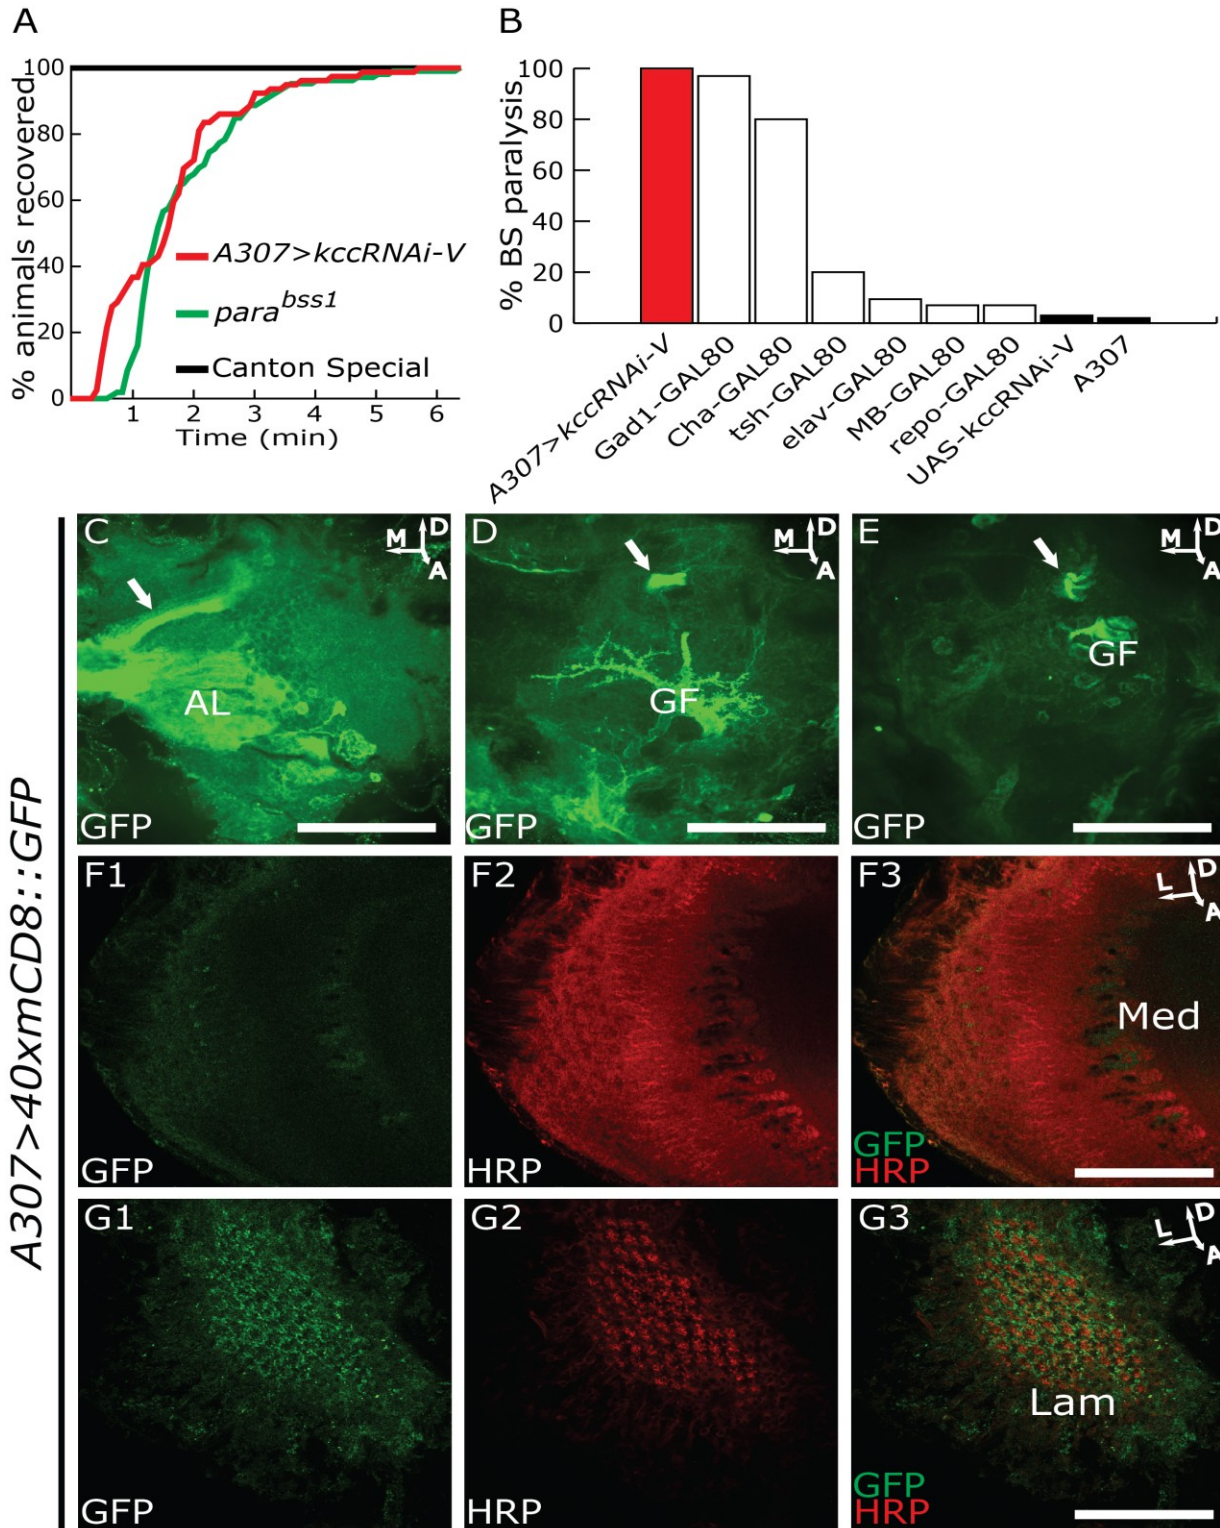 A
% animals recovered
100
80
60
40
20
0
1 2 3 4 5 6
Time (min)
A307>kccRNAi-V
para^bss1
Canton Special
B
% BS paralysis
100
80
60
40
20
0
A307>kccRNAi-V
Gad1-GAL80
Cha-GAL80
tsh-GAL80
elav-GAL80
MB-GAL80
repo-GAL80
UAS-kccRNAi-V
A307
A307>40xmCD8::GFP
C
D
M
A
AL
GFP
D
D
M
A
GF
GFP
E
D
M
A
GF
GFP
F1
GFP
F2
HRP
F3
D
L
A
Med
GFP
HRP
G1
GFP
G2
HRP
G3
D
L
A
Lam
GFP
HRP